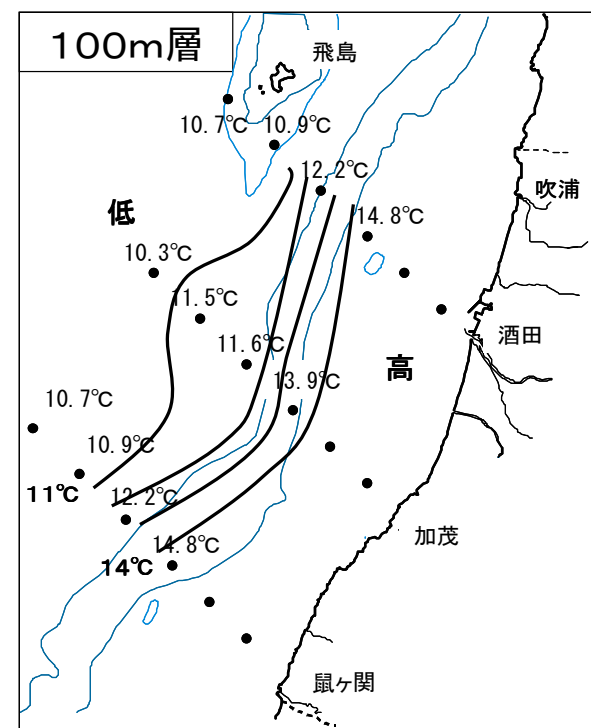 100m層
飛島
10.7℃
10.9℃
12.2℃
吹浦
低
14.8℃
10.3℃
11.5℃
酒田
11.6℃
高
13.9℃
10.7℃
10.9℃
11℃
12.2℃
加茂
14.8℃
14℃
鼠ヶ関